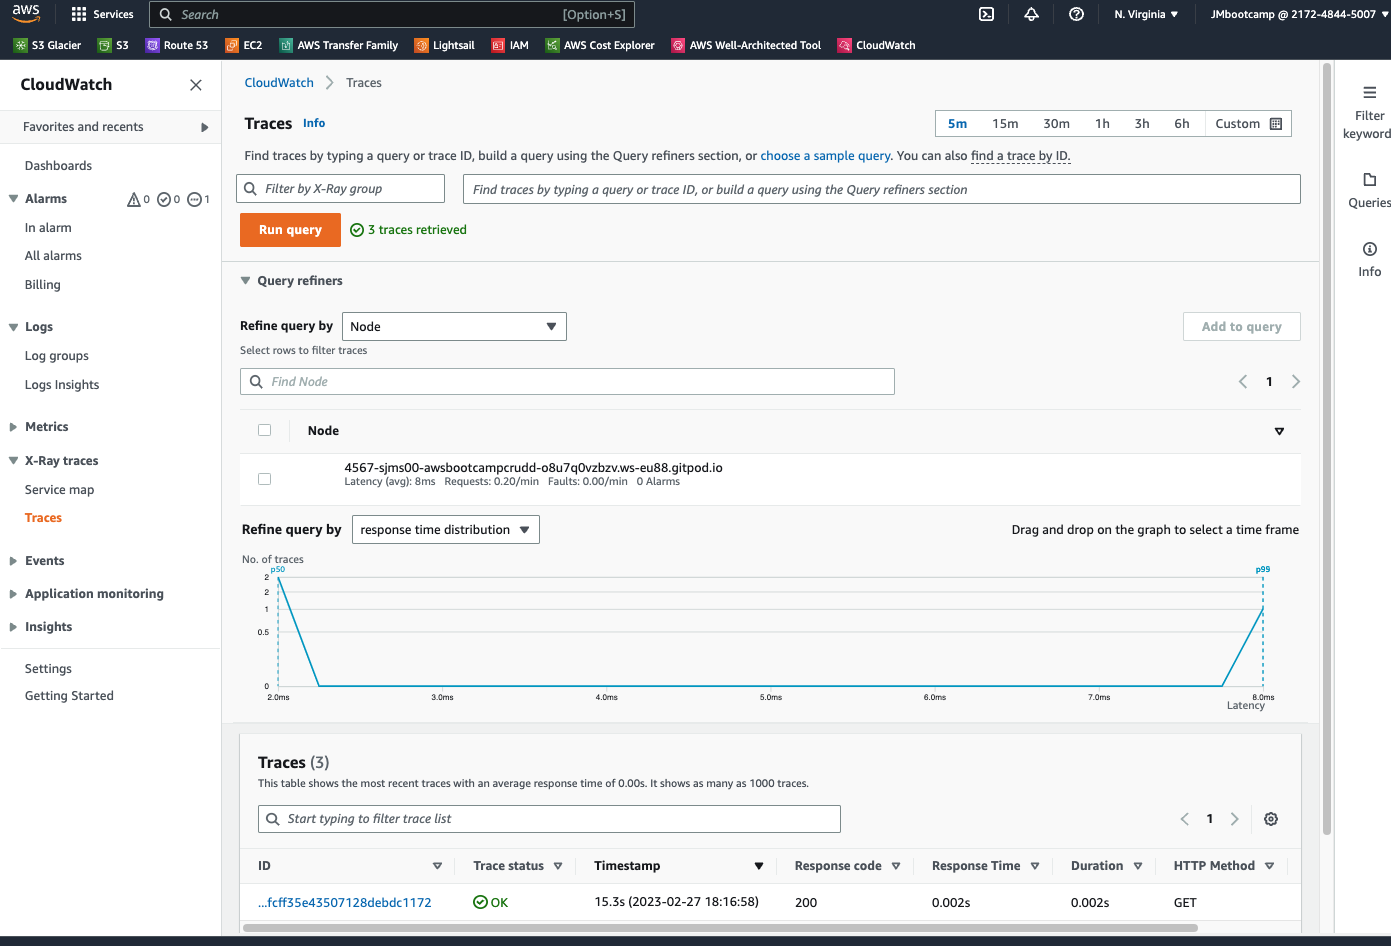 aws
Services
Search
[Option+S]
N. Virginia
JMbootcamp @ 2172-4844-5007
S3 Glacier
S3
Route 53
EC2
AWS Transfer Family
Lightsail
IAM
AWS Cost Explorer
AWS Well-Architected Tool
CloudWatch
CloudWatch
Favorites and recents
Dashboards
Alarms
0
0
1
In alarm
All alarms
Billing
Logs
Log groups
Logs Insights
Metrics
X-Ray traces
Service map
Traces
Events
Application monitoring
Insights
Settings
Getting Started
CloudWatch
Traces
Traces Info
5m 15m 30m 1h 3h 6h Custom
Find traces by typing a query or trace ID, build a query using the Query refiners section, or choose a sample query. You can also find a trace by ID.
Filter by X-Ray group
Find traces by typing a query or trace ID, or build a query using the Query refiners section
Run query
3 traces retrieved
Query refiners
Refine query by
Node
Add to query
Select rows to filter traces
Find Node
1
Node
4567-sjms00-awsbootcampcrudd-o8u7q0vzbzv.ws-eu88.gitpod.io
Latency (avg): 8ms Requests: 0.20/min Faults: 0.00/min 0 Alarms
Refine query by
response time distribution
Drag and drop on the graph to select a time frame
No. of traces
p50
p99
2
2
1
0.5
0
2.0ms 3.0ms 4.0ms 5.0ms 6.0ms 7.0ms 8.0ms
Latency
Traces (3)
This table shows the most recent traces with an average response time of 0.00s. It shows as many as 1000 traces.
Start typing to filter trace list
1
ID Trace status Timestamp Response code Response Time Duration HTTP Method
...fcff35e43507128debdc1172 OK 15.3s (2023-02-27 18:16:58) 200 0.002s 0.002s GET
Filter
keyword
Queries
Info